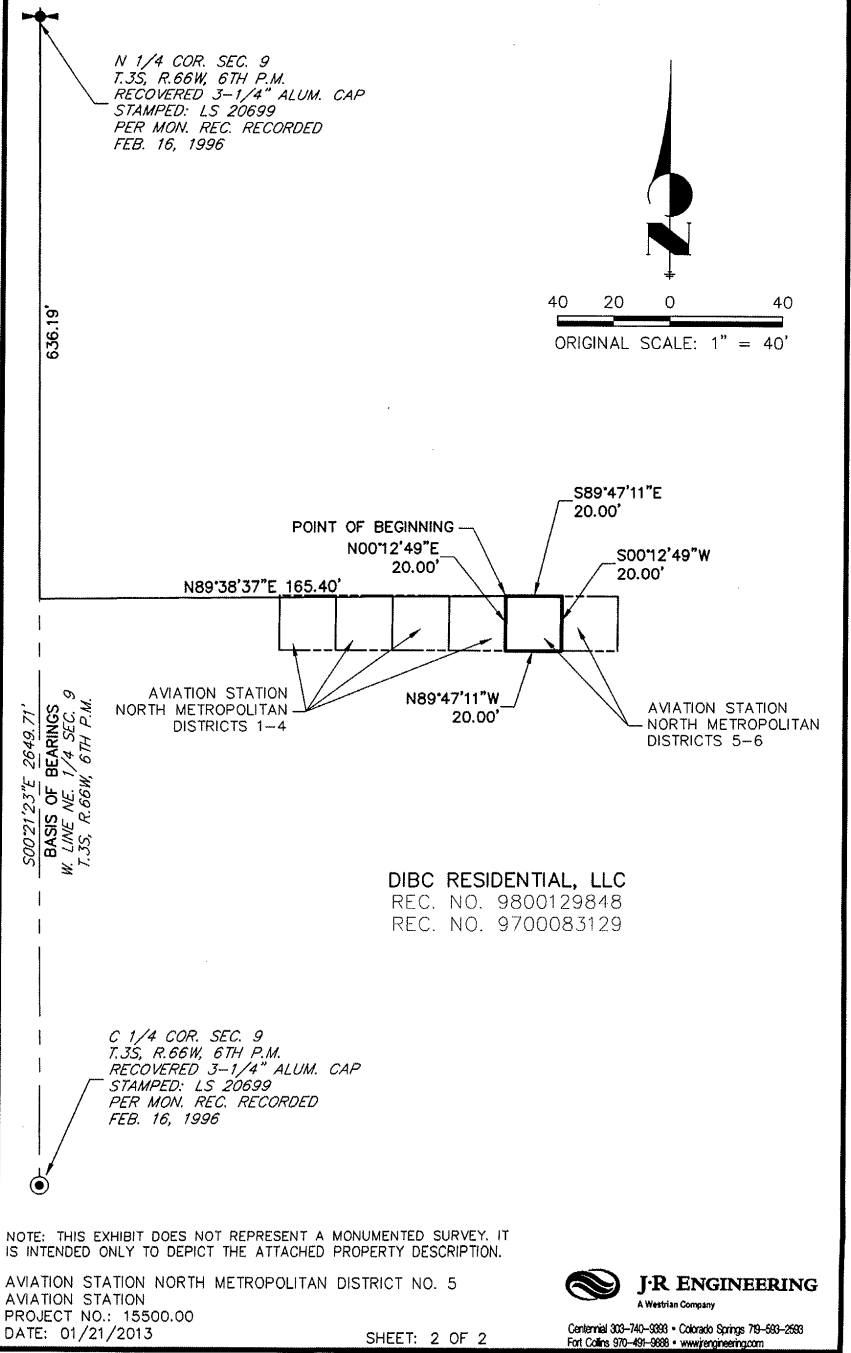 N 1/4 COR. SEC. 9
T.3S, R.66W, 6TH P.M.
RECOVERED 3-1/4" ALUM. CAP
STAMPED: LS 20699
PER MON. REC. RECORDED
FEB. 16, 1996
N
636.19'
40 20 0 40
ORIGINAL SCALE: 1" = 40'
S89°47'11"E
20.00'
POINT OF BEGINNING
N00°12'49"E
20.00'
S00°12'49"W
20.00'
N89°38'37"E 165.40'
AVIATION STATION
NORTH METROPOLITAN
DISTRICTS 1-4
N89°47'11"W
20.00'
AVIATION STATION
NORTH METROPOLITAN
DISTRICTS 5-6
S00°21'23"E 2649.71'
BASIS OF BEARINGS
W. LINE NE. 1/4 SEC. 9
T.3S, R.66W, 6TH P.M.
DIBC RESIDENTIAL, LLC
REC. NO. 9800129848
REC. NO. 9700083129
C 1/4 COR. SEC. 9
T.3S, R.66W, 6TH P.M.
RECOVERED 3-1/4" ALUM. CAP
STAMPED: LS 20699
PER MON. REC. RECORDED
FEB. 16, 1996
NOTE: THIS EXHIBIT DOES NOT REPRESENT A MONUMENTED SURVEY. IT
IS INTENDED ONLY TO DEPICT THE ATTACHED PROPERTY DESCRIPTION.
AVIATION STATION NORTH METROPOLITAN DISTRICT NO. 5
AVIATION STATION
PROJECT NO.: 15500.00
DATE: 01/21/2013
SHEET: 2 OF 2
J·R ENGINEERING
A Westrian Company
Centennial 303-740-9393 • Colorado Springs 719-593-2593
Fort Collins 970-491-9888 • www.jrengineering.com